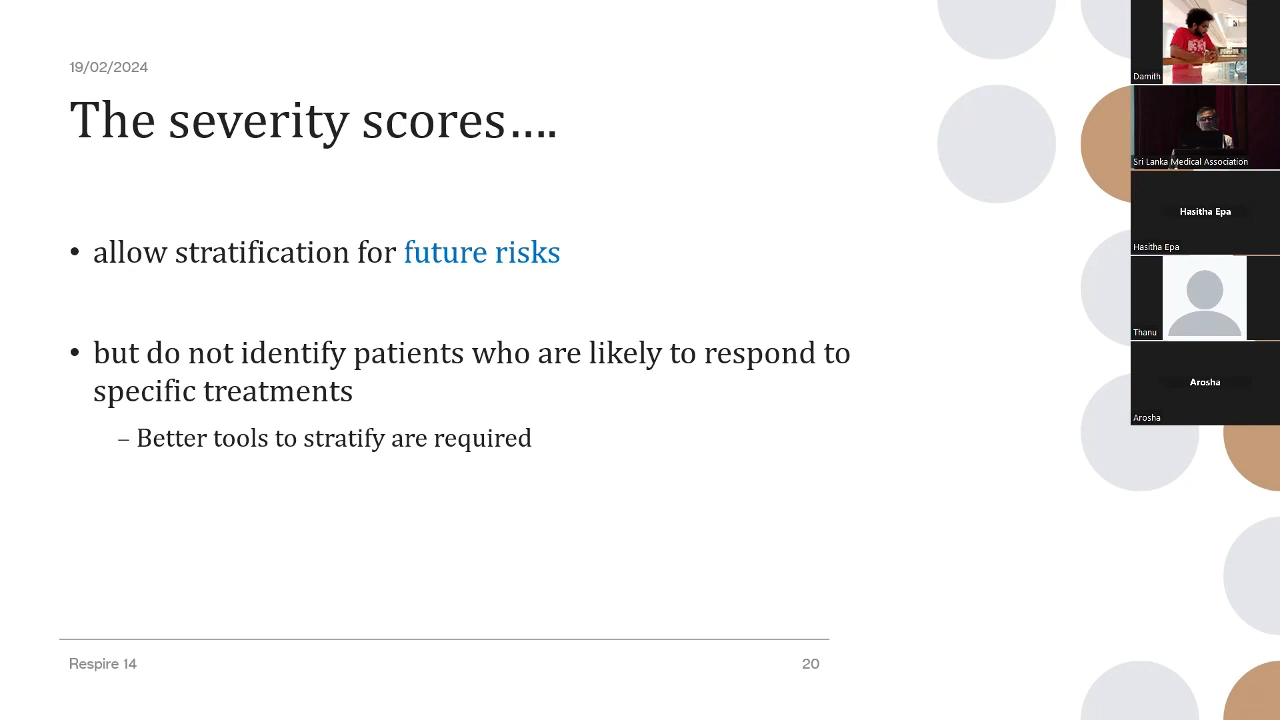 19/02/2024
The severity scores....
• allow stratification for future risks
• but do not identify patients who are likely to respond to
specific treatments
– Better tools to stratify are required
Respire 14
20
Damith
Sri Lanka Medical Association
Hasitha Epa
Hasitha Epa
Thanu
Arosha
Arosha